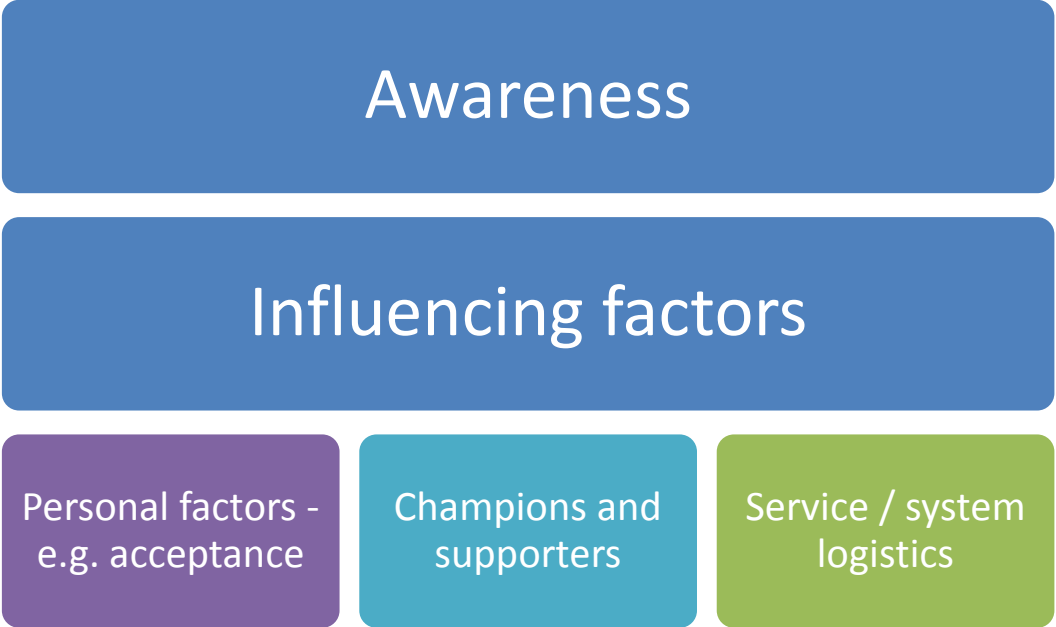 Awareness
Influencing factors
Personal factors -
e.g. acceptance
Champions and
supporters
Service / system
logistics